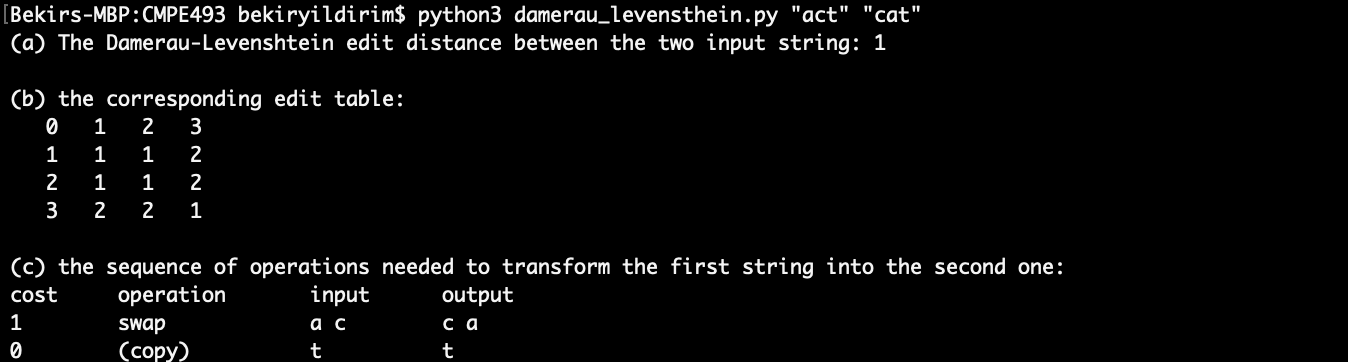 [Bekirs-MBP:CMPE493 bekiryildirim$ python3 damerau_levensthein.py "act" "cat"
(a) The Damerau-Levenshtein edit distance between the two input string: 1
(b) the corresponding edit table:
0 1 2 3
1 1 1 2
2 1 1 2
3 2 2 1
(c) the sequence of operations needed to transform the first string into the second one:
cost operation input output
1 swap a c c a
0 (copy) t t